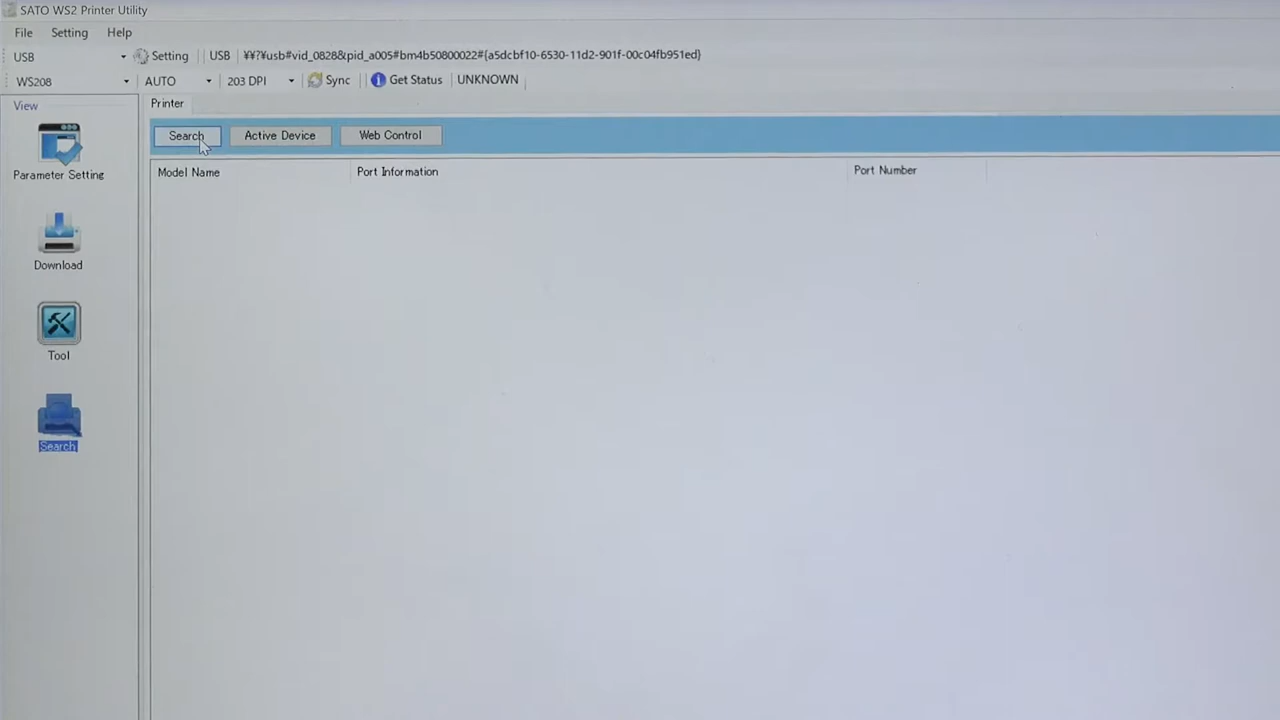 SATO WS2 Printer Utility
File Setting Help
USB Setting USB ¥¥?¥usb#vid_0828&pid_a005#bm4b50800022#{a5dcbf10-6530-11d2-901f-00c04fb951ed}
WS208 AUTO 203 DPI Sync Get Status UNKNOWN
View
Printer
Search Active Device Web Control
Model Name Port Information Port Number
Parameter Setting
Download
Tool
Search